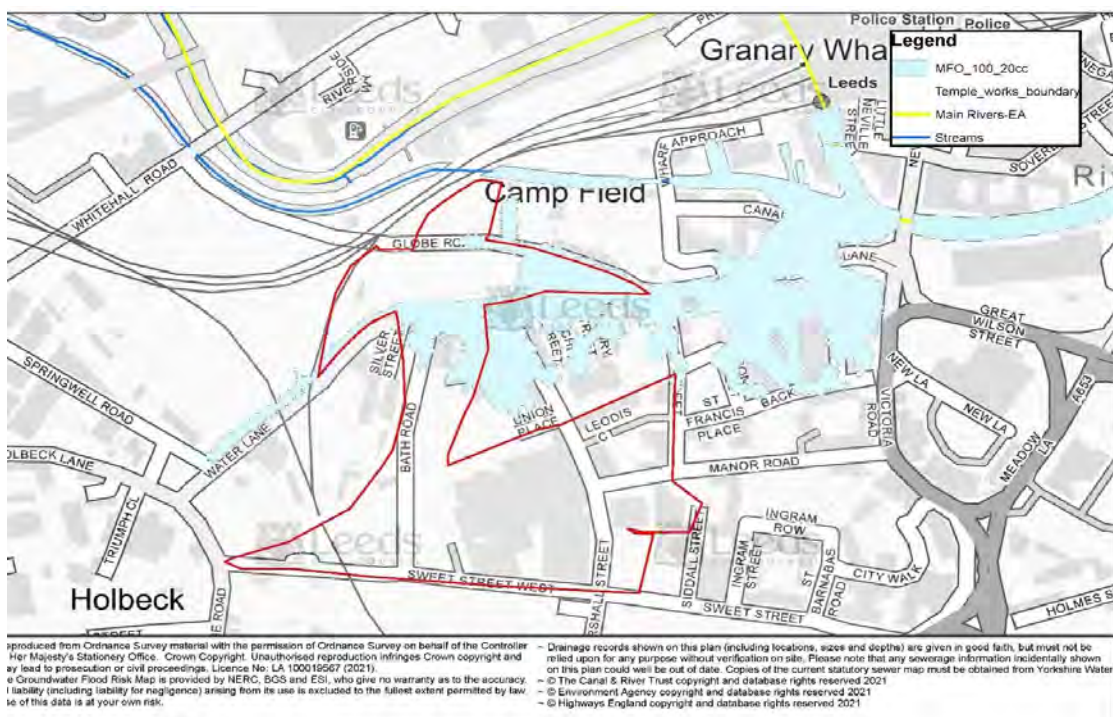 Police Station
Police
Granary Wha
Legend
MFO_100_20cc
Temple_works_boundary
Main Rivers-EA
Streams
Leeds
RIVERSIDE
LITTLE
NEVILLE
STREET
WHARF
APPROACH
SOVERE
WHITEHALL ROAD
Camp Field
CANAL
GLOBE RC.
LANE
Leeds
GREAT
WILSON
STREET
SILVER
STREET
SPRINGWELL ROAD
WATER LANE
BATH ROAD
UNION
PLACE
LEODIS
ST
FRANCIS
PLACE
BACK
VICTORIA
ROAD
NEW LA
NEW LA
A653
MEADOW
LA
OLBECK LANE
MANOR ROAD
TRIUMPH CL
INGRAM
ROW
INGRAM
STREET
ST
BARNABAS
ROAD
CITY WALK
SIDDALL STREET
Leeds
Leeds
SWEET STREET WEST
RSHALL STREET
SWEET STREET
HOLMES S
Holbeck
E ROAD
STREET
eproduced from Ordnance Survey material with the permission of Ordnance Survey on behalf of the Controller
Her Majesty's Stationery Office. Crown Copyright. Unauthorised reproduction infringes Crown copyright and
ay lead to prosecution or civil proceedings. Licence No: LA 100019567 (2021).
e Groundwater Flood Risk Map is provided by NERC, BGS and ESI, who give no warranty as to the accuracy.
l liability (including liability for negligence) arising from its use is excluded to the fullest extent permitted by law.
se of this data is at your own risk.
~ Drainage records shown on this plan (including locations, sizes and depths) are given in good faith, but must not be
relied upon for any purpose without verification on site. Please note that any sewerage information incidentally shown
on this plan could well be out of date. Copies of the current statutory sewer map must be obtained from Yorkshire Water
~ © The Canal & River Trust copyright and database rights reserved 2021
~ © Environment Agency copyright and database rights reserved 2021
~ © Highways England copyright and database rights reserved 2021